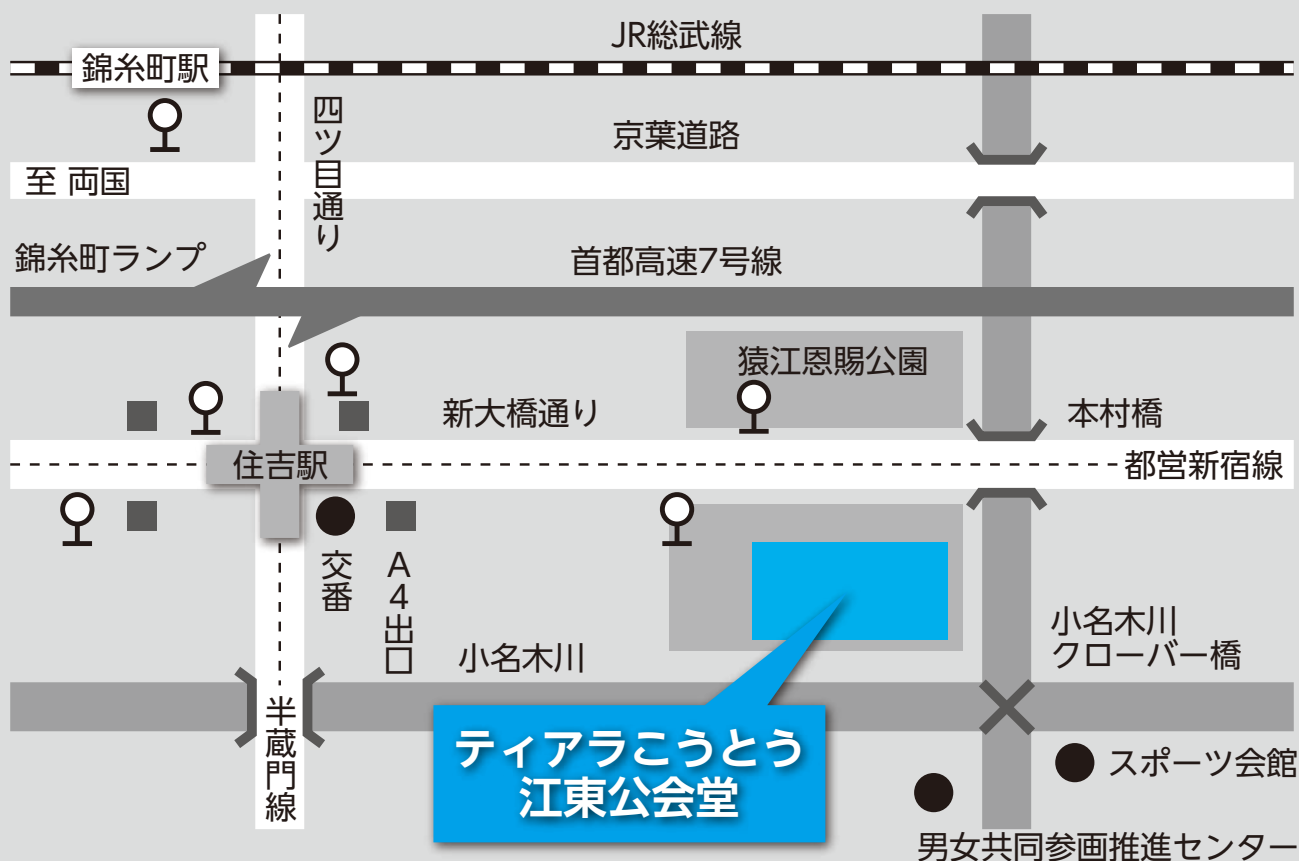 JR総武線
錦糸町駅
四ツ目通り
京葉道路
至 両国
錦糸町ランプ
首都高速7号線
猿江恩賜公園
新大橋通り
本村橋
住吉駅
都営新宿線
交番
A4出口
小名木川
小名木川
クローバー橋
半蔵門線
ティアラこうとう
江東公会堂
スポーツ会館
男女共同参画推進センター